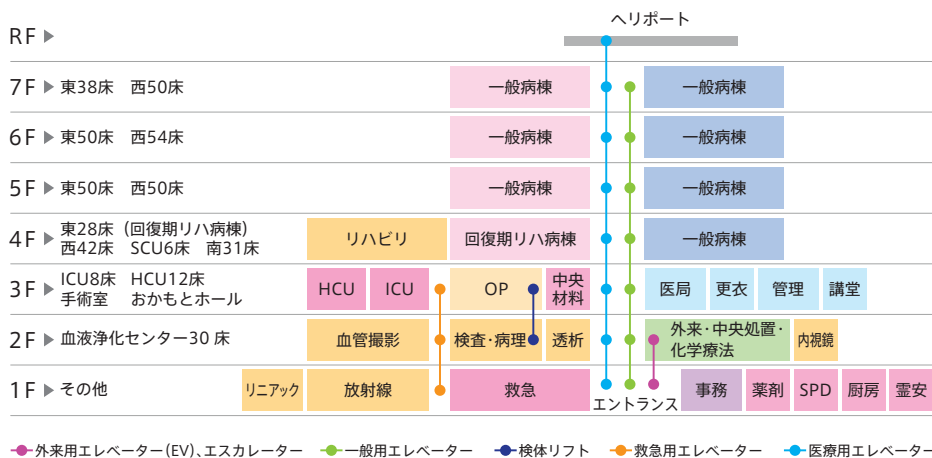 ヘリポート
RF ▶
7F ▶ 東38床 西50床
一般病棟
一般病棟
6F ▶ 東50床 西54床
一般病棟
一般病棟
5F ▶ 東50床 西50床
一般病棟
一般病棟
4F ▶ 東28床 (回復期リハ病棟)
西42床 SCU6床 南31床
リハビリ
回復期リハ病棟
一般病棟
3F ▶ ICU8床 HCU12床
手術室 おかもとホール
HCU
ICU
OP
中央
材料
医局
更衣
管理
講堂
2F ▶ 血液浄化センター30 床
血管撮影
検査・病理
透析
外来・中央処置・
化学療法
内視鏡
1F ▶ その他
リニアック
放射線
救急
エントランス
事務
薬剤
SPD
厨房
霊安
外来用エレベーター(EV)、エスカレーター
一般用エレベーター
検体リフト
救急用エレベーター
医療用エレベーター